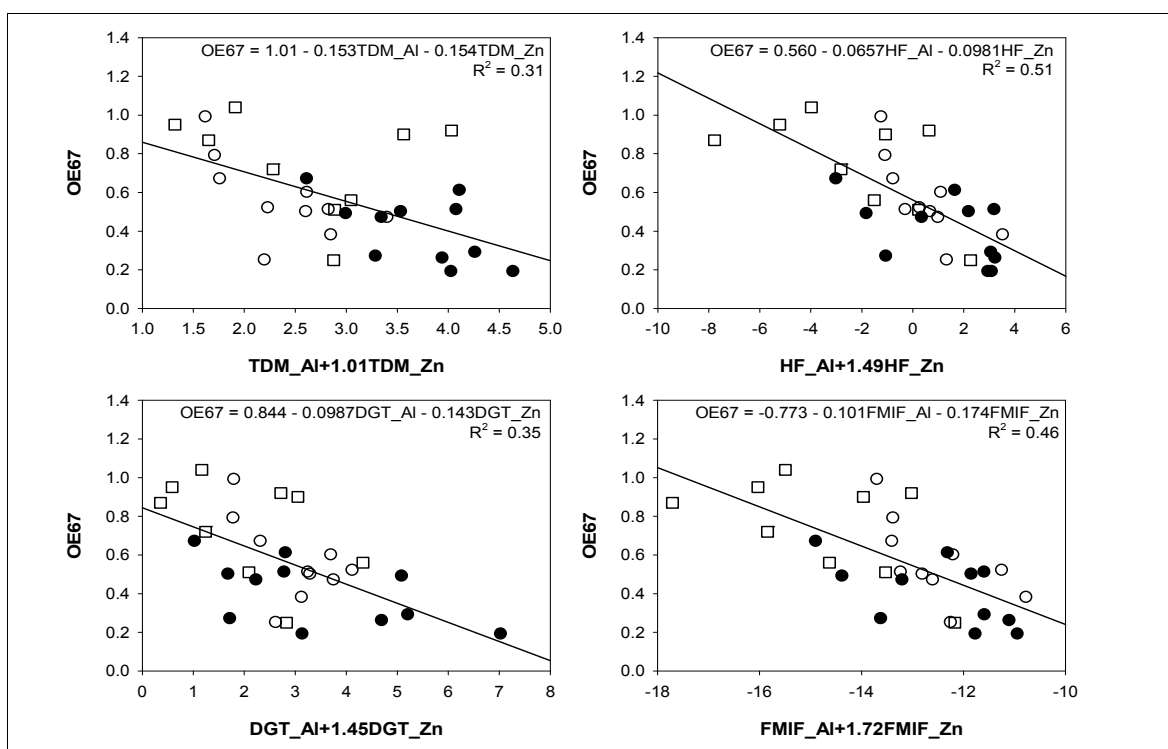 OE67 = 1.01 - 0.153TDM_Al - 0.154TDM_Zn
R² = 0.31
OE67
1.4
1.2
1.0
0.8
0.6
0.4
0.2
0.0
1.0 1.5 2.0 2.5 3.0 3.5 4.0 4.5 5.0
TDM_Al+1.01TDM_Zn
OE67 = 0.560 - 0.0657HF_Al - 0.0981HF_Zn
R² = 0.51
OE67
1.4
1.2
1.0
0.8
0.6
0.4
0.2
0.0
-10 -8 -6 -4 -2 0 2 4 6
HF_Al+1.49HF_Zn
OE67 = 0.844 - 0.0987DGT_Al - 0.143DGT_Zn
R² = 0.35
OE67
1.4
1.2
1.0
0.8
0.6
0.4
0.2
0.0
0 1 2 3 4 5 6 7 8
DGT_Al+1.45DGT_Zn
OE67 = -0.773 - 0.101FMIF_Al - 0.174FMIF_Zn
R² = 0.46
OE67
1.4
1.2
1.0
0.8
0.6
0.4
0.2
0.0
-18 -16 -14 -12 -10
FMIF_Al+1.72FMIF_Zn